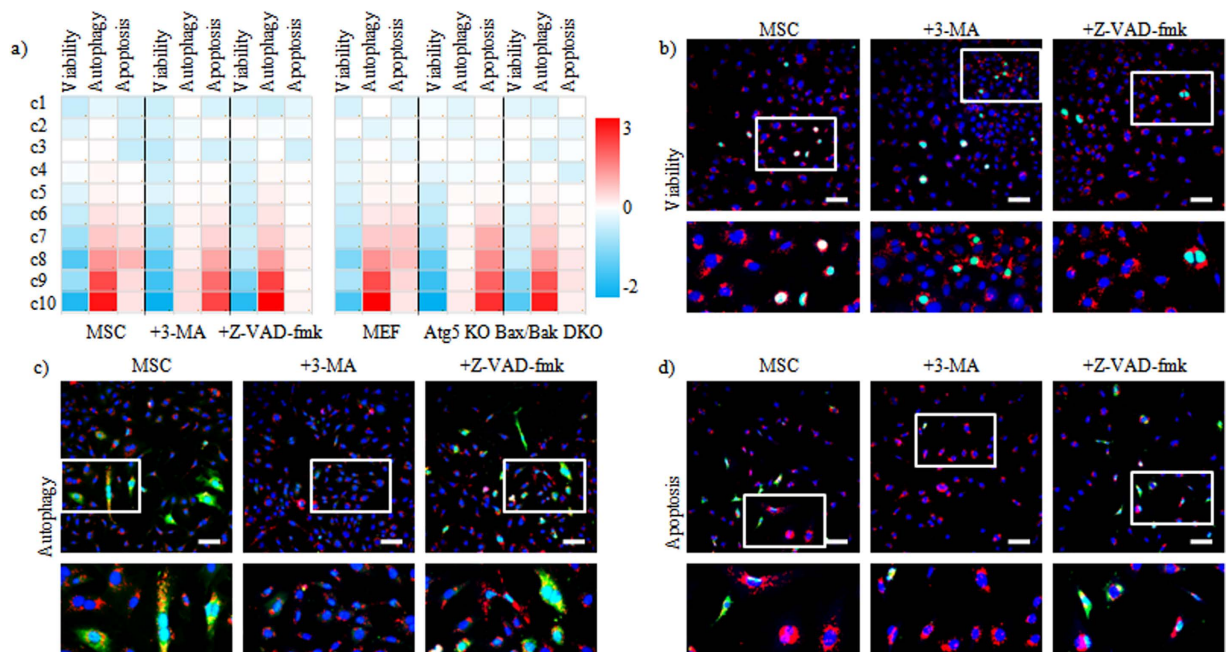 a)
Viability
Autophagy
Apoptosis
Viability
Autophagy
Apoptosis
Viability
Autophagy
Apoptosis
Viability
Autophagy
Apoptosis
Viability
Autophagy
Apoptosis
Viability
Autophagy
Apoptosis
c1
c2
c3
c4
c5
c6
c7
c8
c9
c10
3
0
-2
MSC +3-MA +Z-VAD-fmk
MEF Atg5 KO Bax/Bak DKO
b)
MSC +3-MA +Z-VAD-fmk
Viability
c)
MSC +3-MA +Z-VAD-fmk
Autophagy
d)
MSC +3-MA +Z-VAD-fmk
Apoptosis